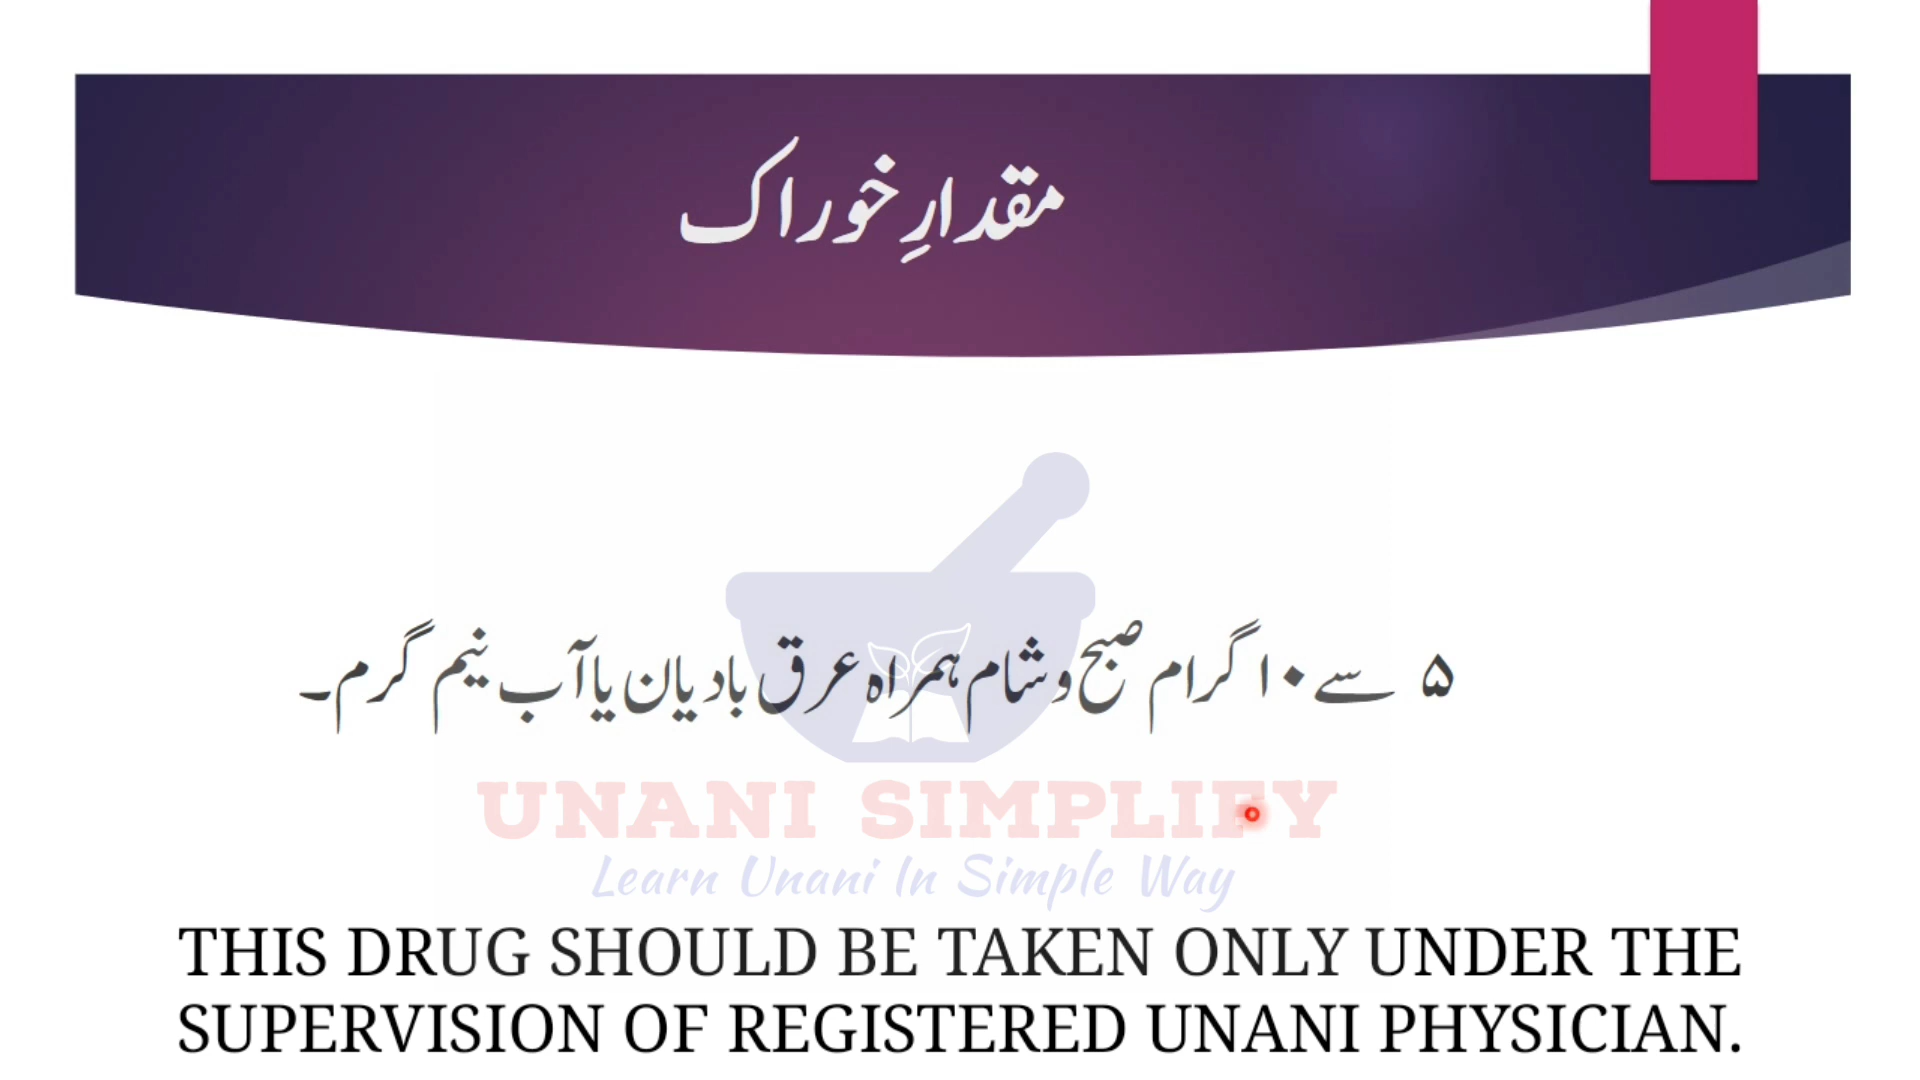 مقدارِ خوراک
۵ سے ۱۰ گرام صبح و شام ہمراہ عرق بادیان یا آب نیم گرم۔
UNANI SIMPLIFY
Learn Unani In Simple Way
THIS DRUG SHOULD BE TAKEN ONLY UNDER THE
SUPERVISION OF REGISTERED UNANI PHYSICIAN.